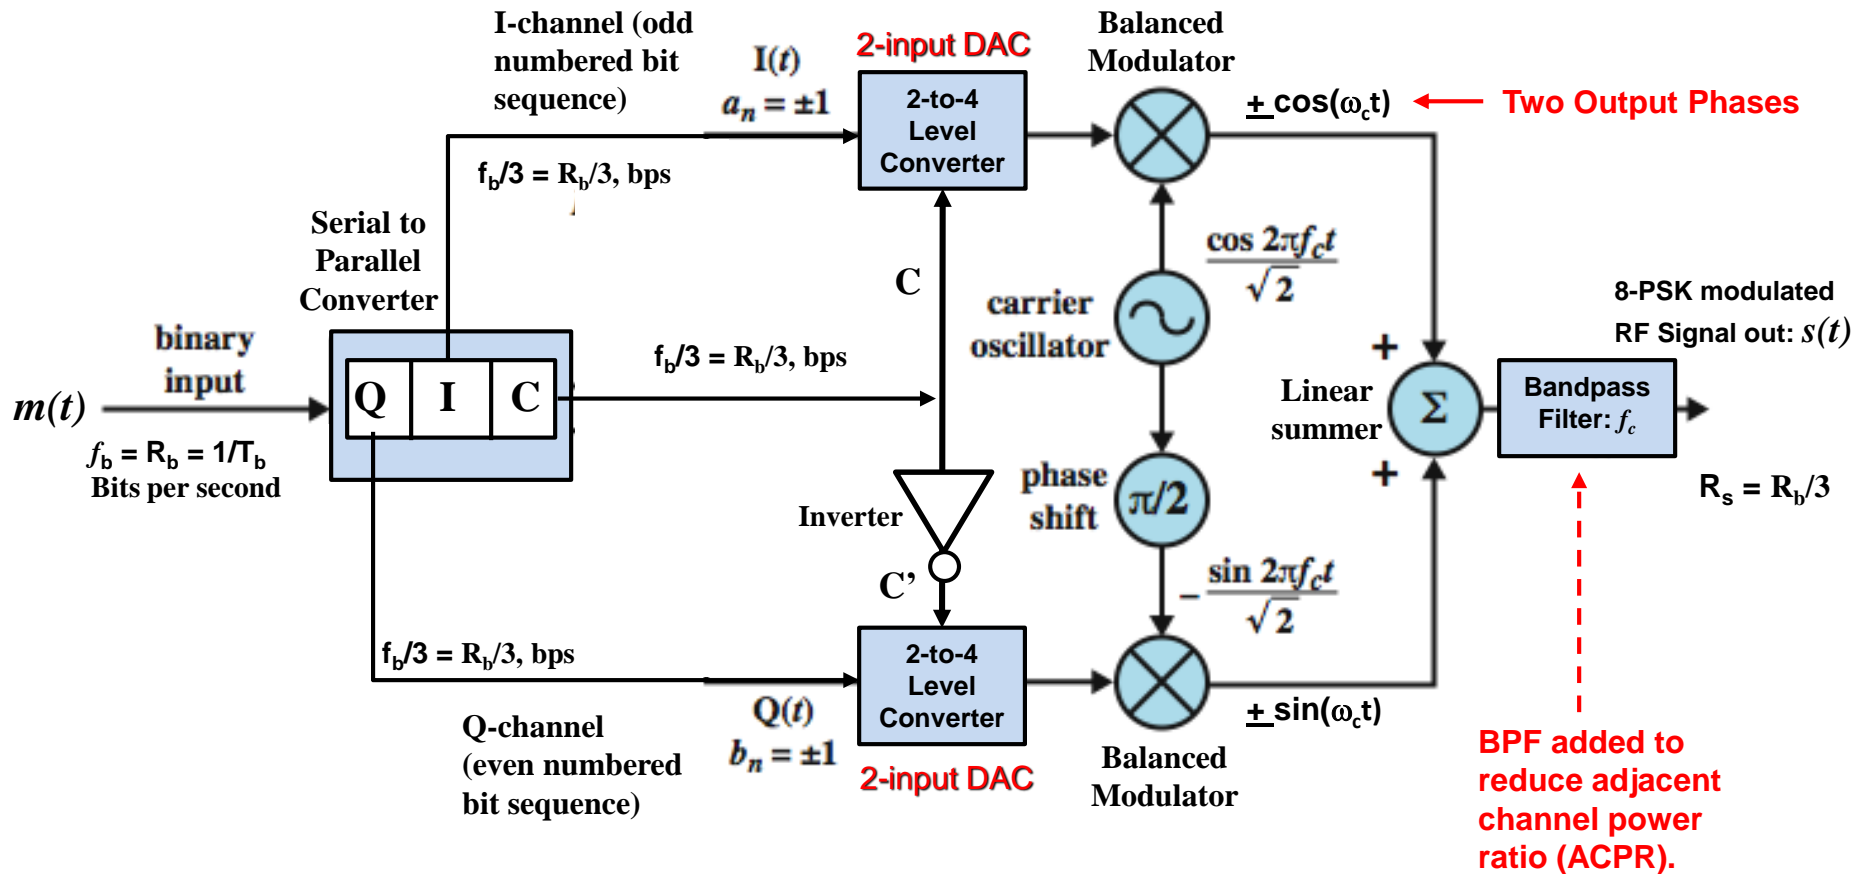 I-channel (odd
numbered bit
sequence)
I(t)
aₙ = ±1
2-input DAC
2-to-4
Level
Converter
Balanced
Modulator
+ cos(ω_c t)
Two Output Phases
f_b/3 = R_b/3, bps
Serial to
Parallel
Converter
C
cos 2πf_c t
√2
carrier
oscillator
8-PSK modulated
RF Signal out: s(t)
binary
input
m(t)
f_b = R_b = 1/T_b
Bits per second
Q I C
f_b/3 = R_b/3, bps
+
Linear
summer
Σ
+
Bandpass
Filter: f_c
R_s = R_b/3
Inverter
phase
shift
π/2
C’
– sin 2πf_c t
√2
f_b/3 = R_b/3, bps
2-to-4
Level
Converter
Q(t)
bₙ = ±1
2-input DAC
Q-channel
(even numbered
bit sequence)
+ sin(ω_c t)
Balanced
Modulator
BPF added to
reduce adjacent
channel power
ratio (ACPR).